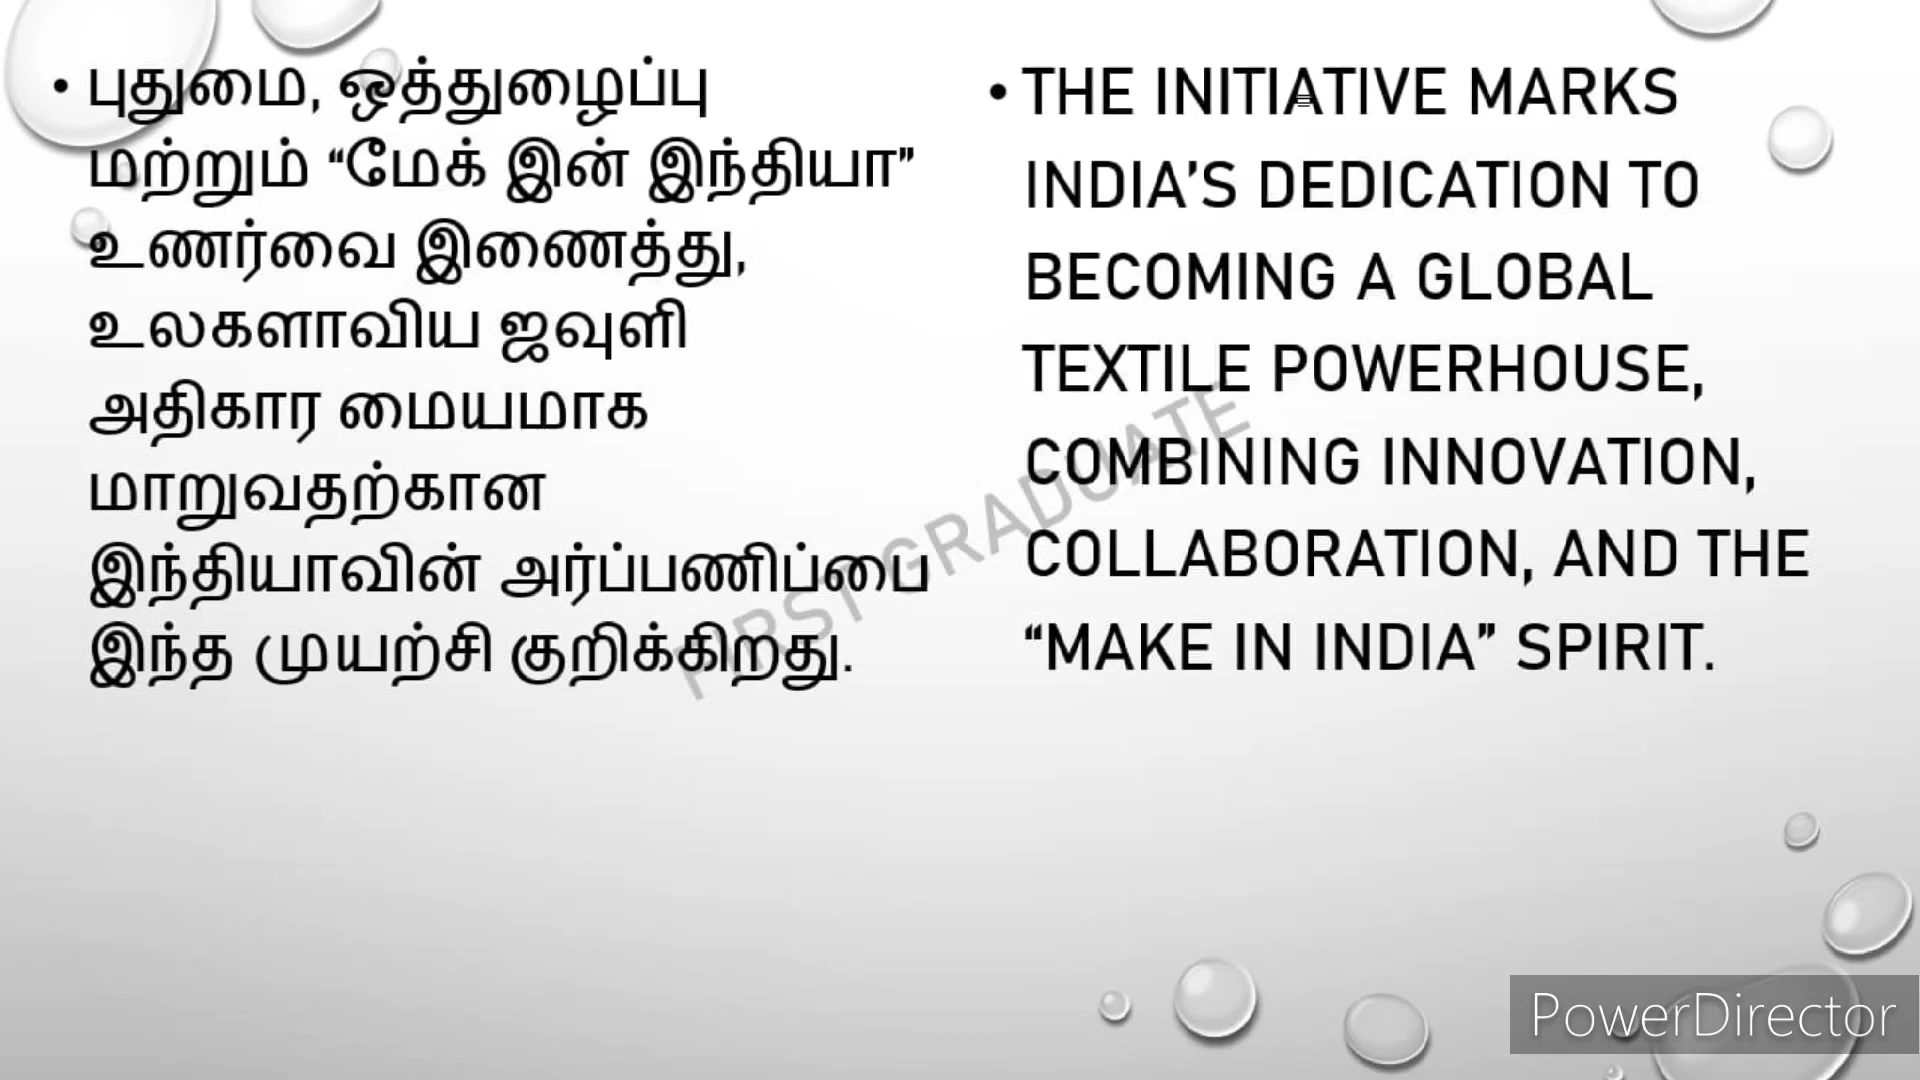 • புதுமை, ஒத்துழைப்பு
மற்றும் “மேக் இன் இந்தியா”
உணர்வை இணைத்து,
உலகளாவிய ஜவுளி
அதிகார மையமாக
மாறுவதற்கான
இந்தியாவின் அர்ப்பணிப்பை
இந்த முயற்சி குறிக்கிறது.
• THE INITIATIVE MARKS
INDIA’S DEDICATION TO
BECOMING A GLOBAL
TEXTILE POWERHOUSE,
COMBINING INNOVATION,
COLLABORATION, AND THE
“MAKE IN INDIA” SPIRIT.
FIRST GRADUATE
PowerDirector